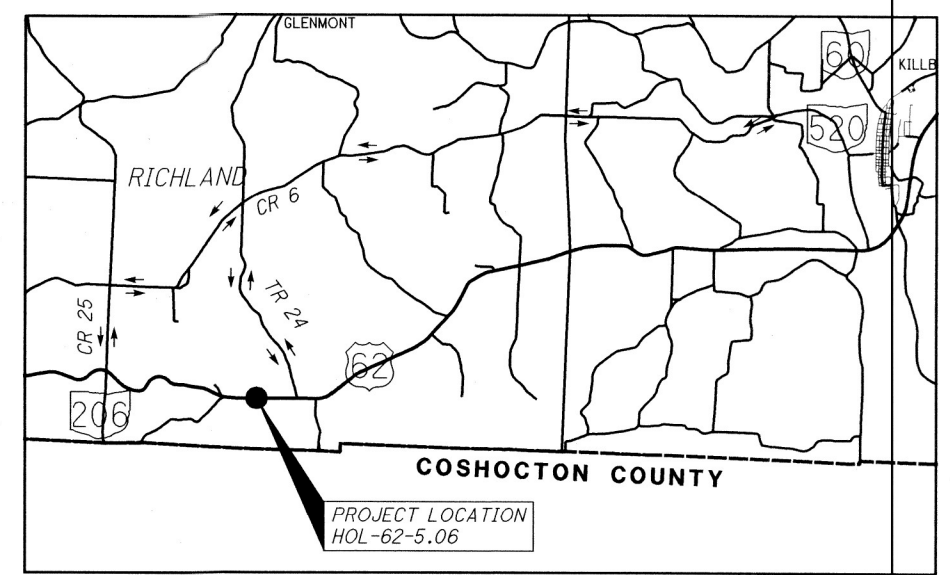 GLENMONT
60
KILLB
520
RICHLAND
CR 6
TR 24
CR 25
62
206
COSHOCTON COUNTY
PROJECT LOCATION
HOL-62-5.06